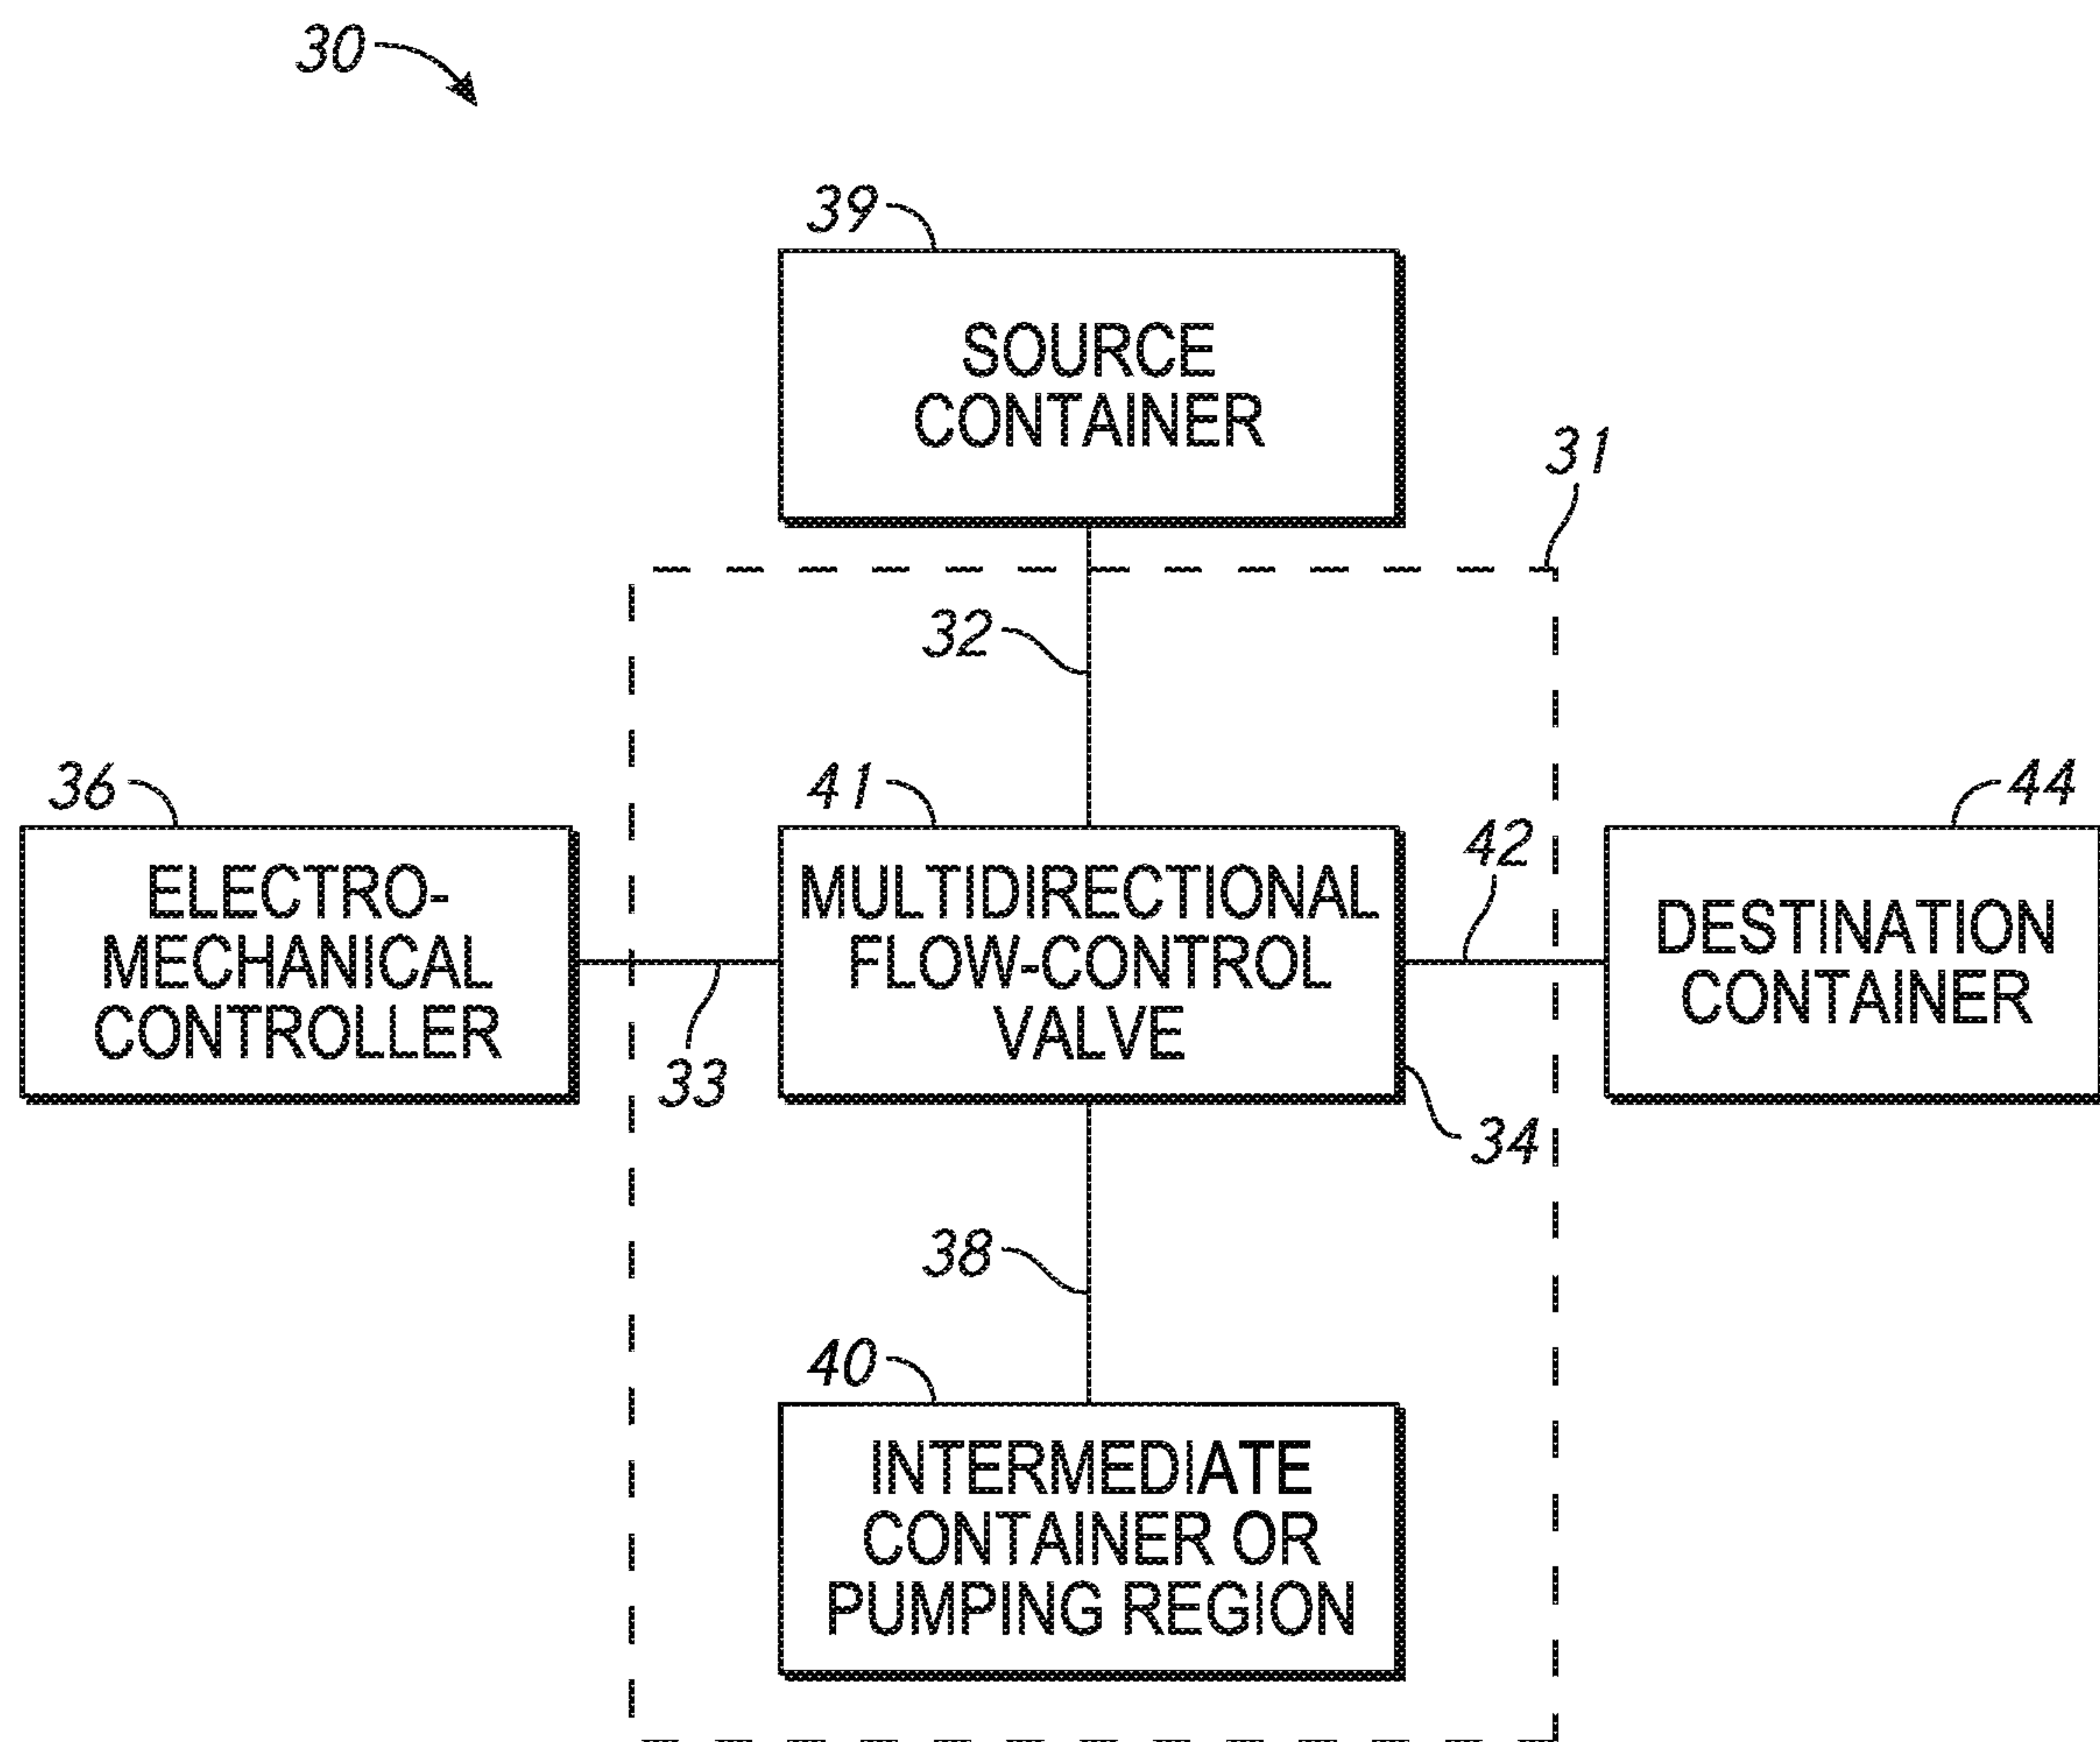 30
39
SOURCE
CONTAINER
31
32
36
41
44
42
ELECTRO-
MECHANICAL
CONTROLLER
MULTIDIRECTIONAL
FLOW-CONTROL
VALVE
DESTINATION
CONTAINER
33
34
38
40
INTERMEDIATE
CONTAINER OR
PUMPING REGION